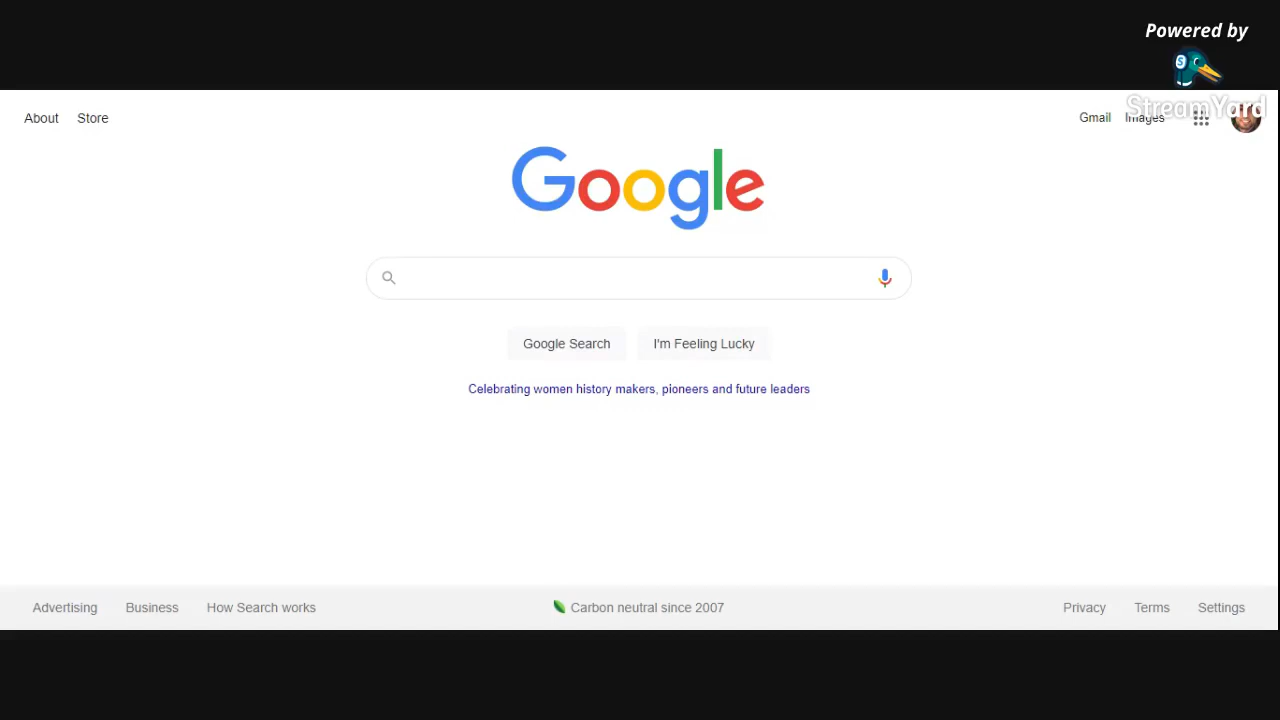 Powered by
StreamYard
About Store
Gmail Images
Google
Google Search I'm Feeling Lucky
Celebrating women history makers, pioneers and future leaders
Advertising Business How Search works
Carbon neutral since 2007
Privacy Terms Settings